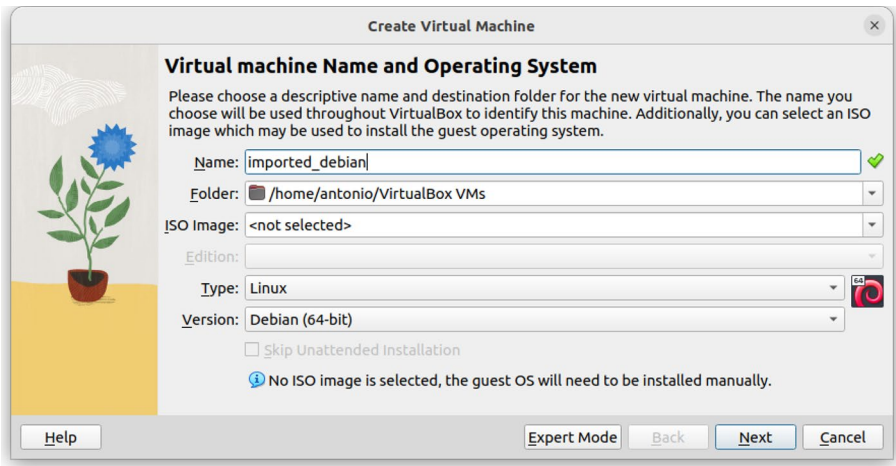 Create Virtual Machine
Virtual machine Name and Operating System
Please choose a descriptive name and destination folder for the new virtual machine. The name you
choose will be used throughout VirtualBox to identify this machine. Additionally, you can select an ISO
image which may be used to install the guest operating system.
Name: imported_debian
Folder: /home/antonio/VirtualBox VMs
ISO Image: <not selected>
Edition:
Type: Linux
64
Version: Debian (64-bit)
Skip Unattended Installation
No ISO image is selected, the guest OS will need to be installed manually.
Help Expert Mode Back Next Cancel